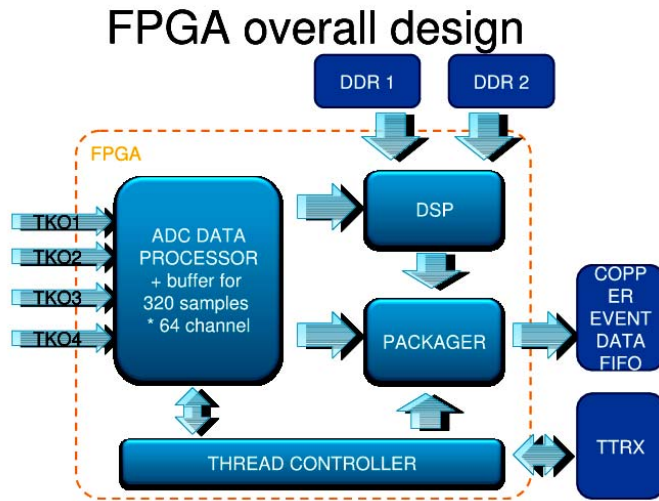 FPGA overall design
DDR 1
DDR 2
FPGA
TKO1
TKO2
TKO3
TKO4
ADC DATA
PROCESSOR
+ buffer for
320 samples
* 64 channel
DSP
PACKAGER
COPP
ER
EVENT
DATA
FIFO
THREAD CONTROLLER
TTRX